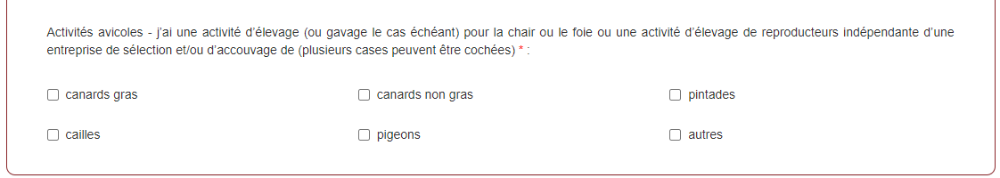 Activités avicoles - j’ai une activité d’élevage (ou gavage le cas échéant) pour la chair ou le foie ou une activité d’élevage de reproducteurs indépendante d’une
entreprise de sélection et/ou d’accouvage de (plusieurs cases peuvent être cochées) * :
canards gras
canards non gras
pintades
cailles
pigeons
autres